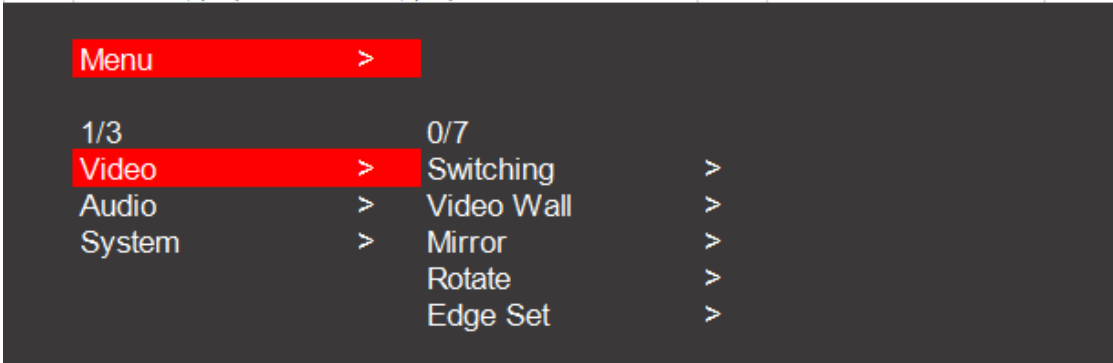 Menu >
1/3 0/7
Video > Switching >
Audio > Video Wall >
System > Mirror >
Rotate >
Edge Set >